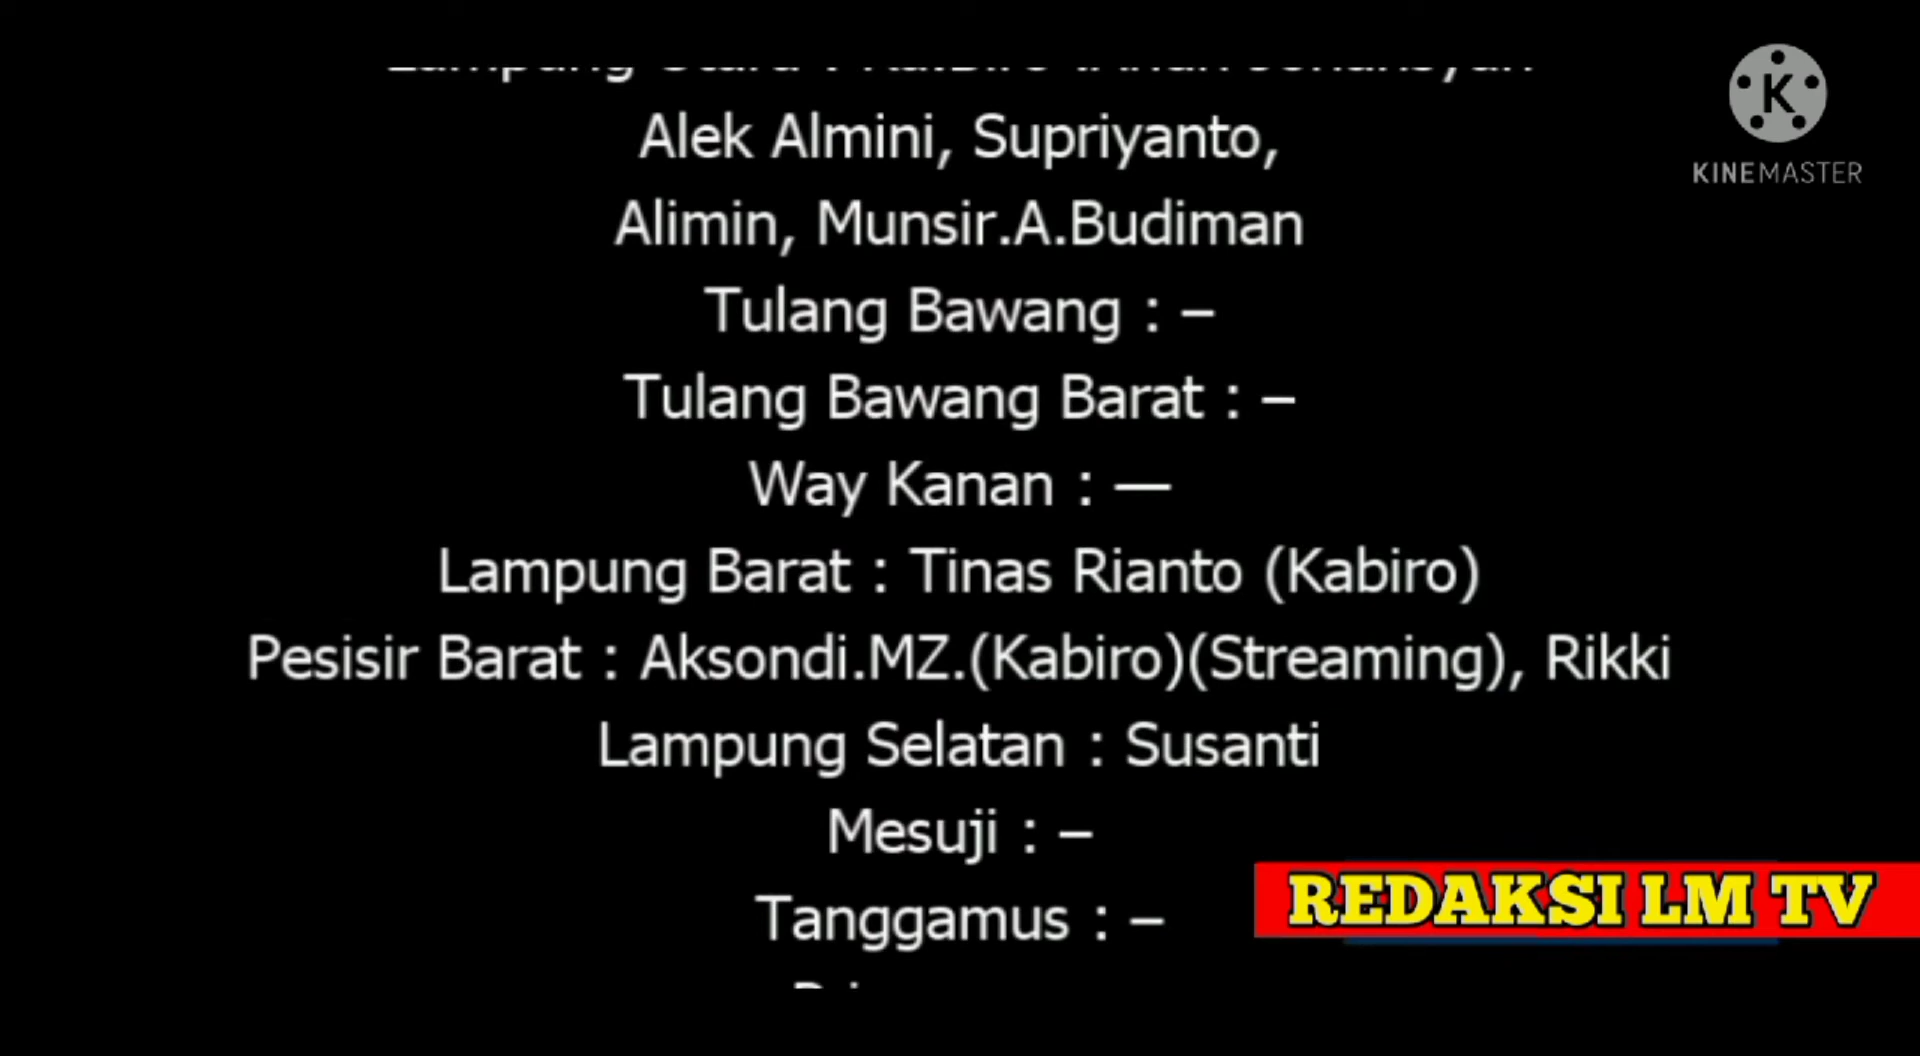 Alek Almini, Supriyanto,
Alimin, Munsir.A.Budiman
Tulang Bawang : –
Tulang Bawang Barat : –
Way Kanan : —
Lampung Barat : Tinas Rianto (Kabiro)
Pesisir Barat : Aksondi.MZ.(Kabiro)(Streaming), Rikki
Lampung Selatan : Susanti
Mesuji : –
Tanggamus : –
KINEMASTER
REDAKSI LM TV